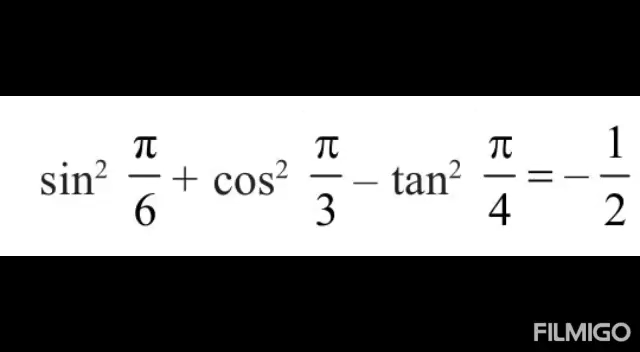 sin² π/6 + cos² π/3 – tan² π/4 = – 1/2
FILMIGO